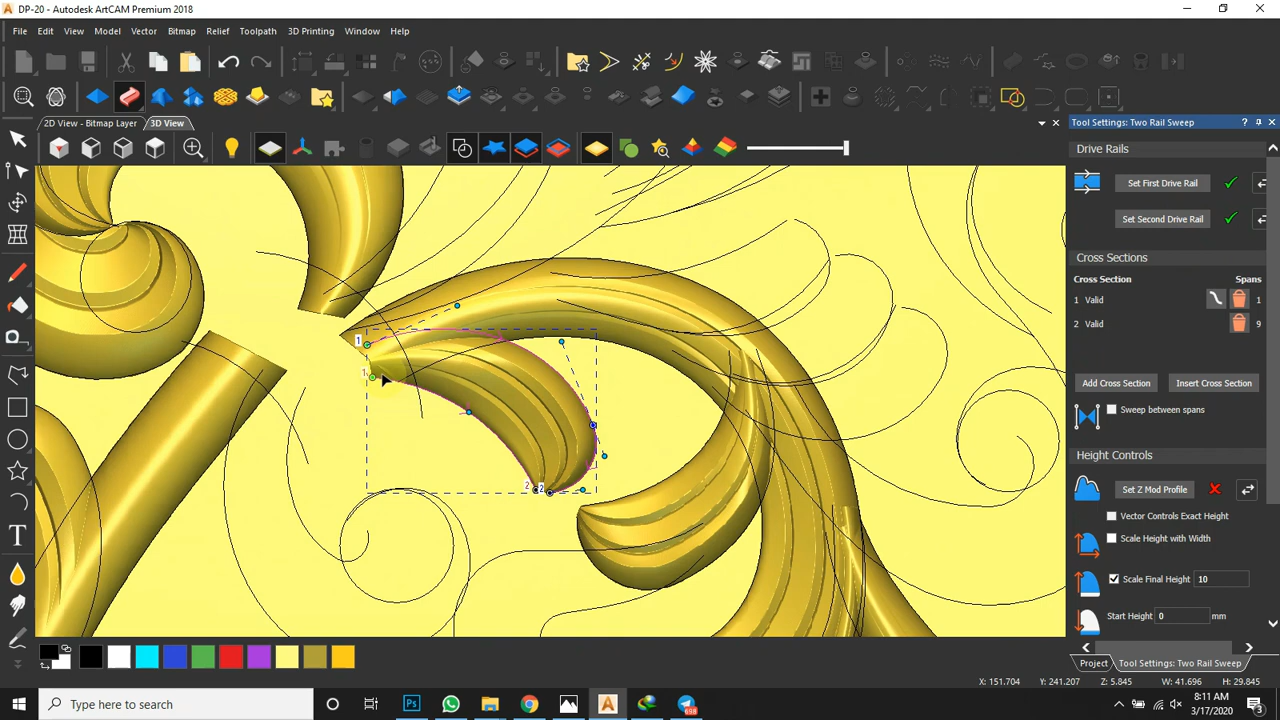 DP-20 - Autodesk ArtCAM Premium 2018
File Edit View Model Vector Bitmap Relief Toolpath 3D Printing Window Help
2D View - Bitmap Layer 3D View
Tool Settings: Two Rail Sweep
Drive Rails
Set First Drive Rail
Set Second Drive Rail
Cross Sections
Cross Section Spans
1 Valid 1
2 Valid 9
Add Cross Section Insert Cross Section
Sweep between spans
Height Controls
Set Z Mod Profile
Vector Controls Exact Height
Scale Height with Width
Scale Final Height 10
Start Height 0 mm
1
1
2 2
Project Tool Settings: Two Rail Sweep
X: 151.704 Y: 241.207 Z: 5.845 W: 41.696 H: 29.845
Type here to search
8:11 AM
3/17/2020